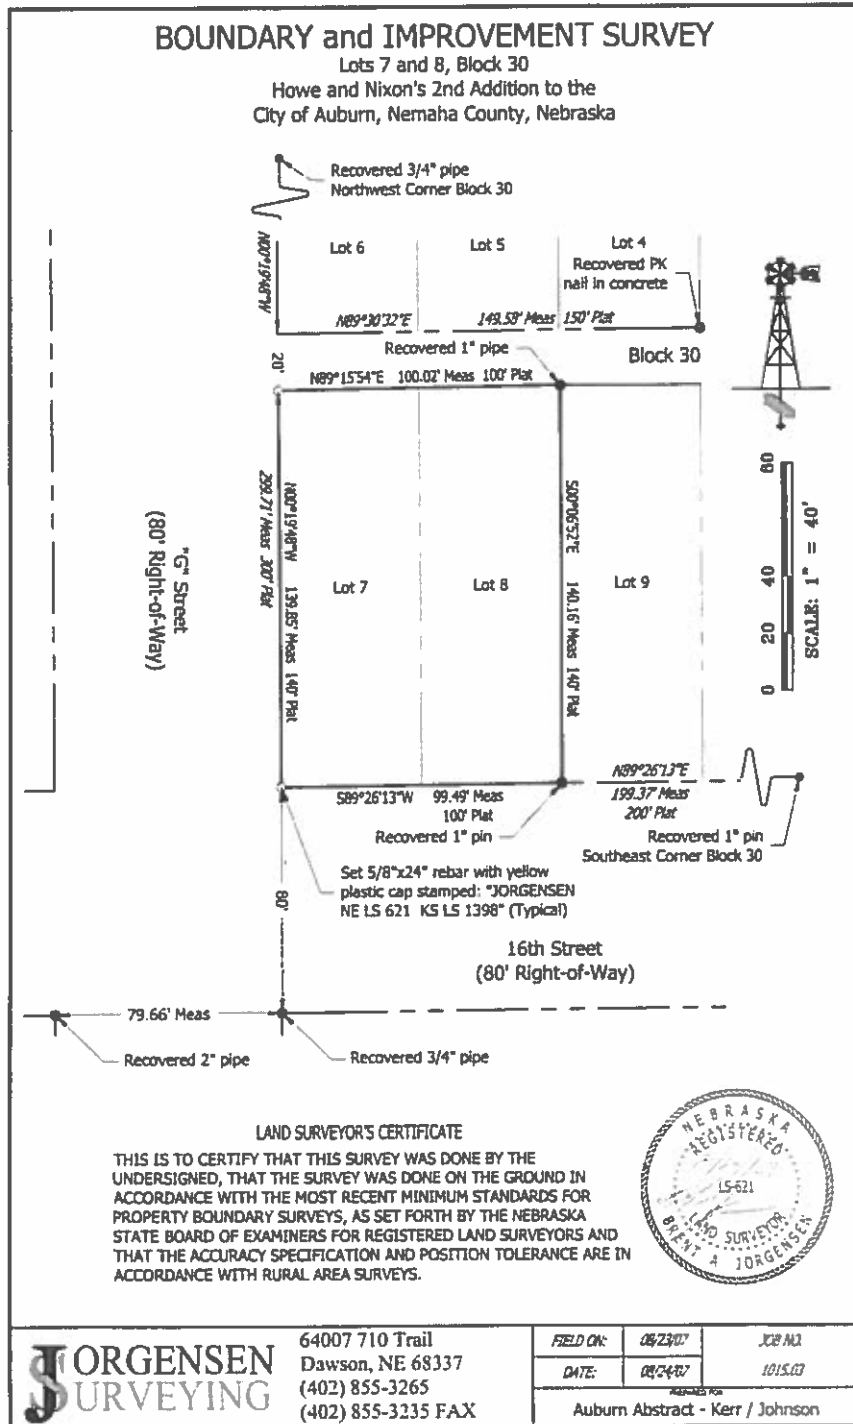 BOUNDARY and IMPROVEMENT SURVEY
Lots 7 and 8, Block 30
Howe and Nixon's 2nd Addition to the
City of Auburn, Nemaha County, Nebraska
Recovered 3/4" pipe
Northwest Corner Block 30
N00°19'48"W
Lot 6
Lot 5
Lot 4
Recovered PK
nail in concrete
N89°30'32"E 149.58' Meas 150' Plat
Recovered 1" pipe
Block 30
20'
N89°15'54"E 100.02' Meas 100' Plat
"G" Street
(80' Right-of-Way)
299.71' Meas 300' Plat
N00°19'48"W 139.85' Meas 140' Plat
Lot 7
Lot 8
S00°06'52"E 140.16' Meas 140' Plat
Lot 9
0 20 40 60
SCALE: 1" = 40'
S89°26'13"W 99.49' Meas
100' Plat
Recovered 1" pin
N89°26'13"E
199.37' Meas
200' Plat
Recovered 1" pin
Southeast Corner Block 30
Set 5/8"x24" rebar with yellow
plastic cap stamped: "JORGENSEN
NE LS 621 KS LS 1398" (Typical)
80'
16th Street
(80' Right-of-Way)
79.66' Meas
Recovered 2" pipe
Recovered 3/4" pipe
LAND SURVEYOR'S CERTIFICATE
THIS IS TO CERTIFY THAT THIS SURVEY WAS DONE BY THE
UNDERSIGNED, THAT THE SURVEY WAS DONE ON THE GROUND IN
ACCORDANCE WITH THE MOST RECENT MINIMUM STANDARDS FOR
PROPERTY BOUNDARY SURVEYS, AS SET FORTH BY THE NEBRASKA
STATE BOARD OF EXAMINERS FOR REGISTERED LAND SURVEYORS AND
THAT THE ACCURACY SPECIFICATION AND POSITION TOLERANCE ARE IN
ACCORDANCE WITH RURAL AREA SURVEYS.
NEBRASKA
REGISTERED
LS-621
LAND SURVEYOR
BRENT A JORGENSEN
JORGENSEN
SURVEYING
64007 710 Trail
Dawson, NE 68337
(402) 855-3265
(402) 855-3235 FAX
FIELD ON: 08/23/07 JOB NO.
DATE: 08/24/07 1015.03
PREPARED FOR
Auburn Abstract - Kerr / Johnson